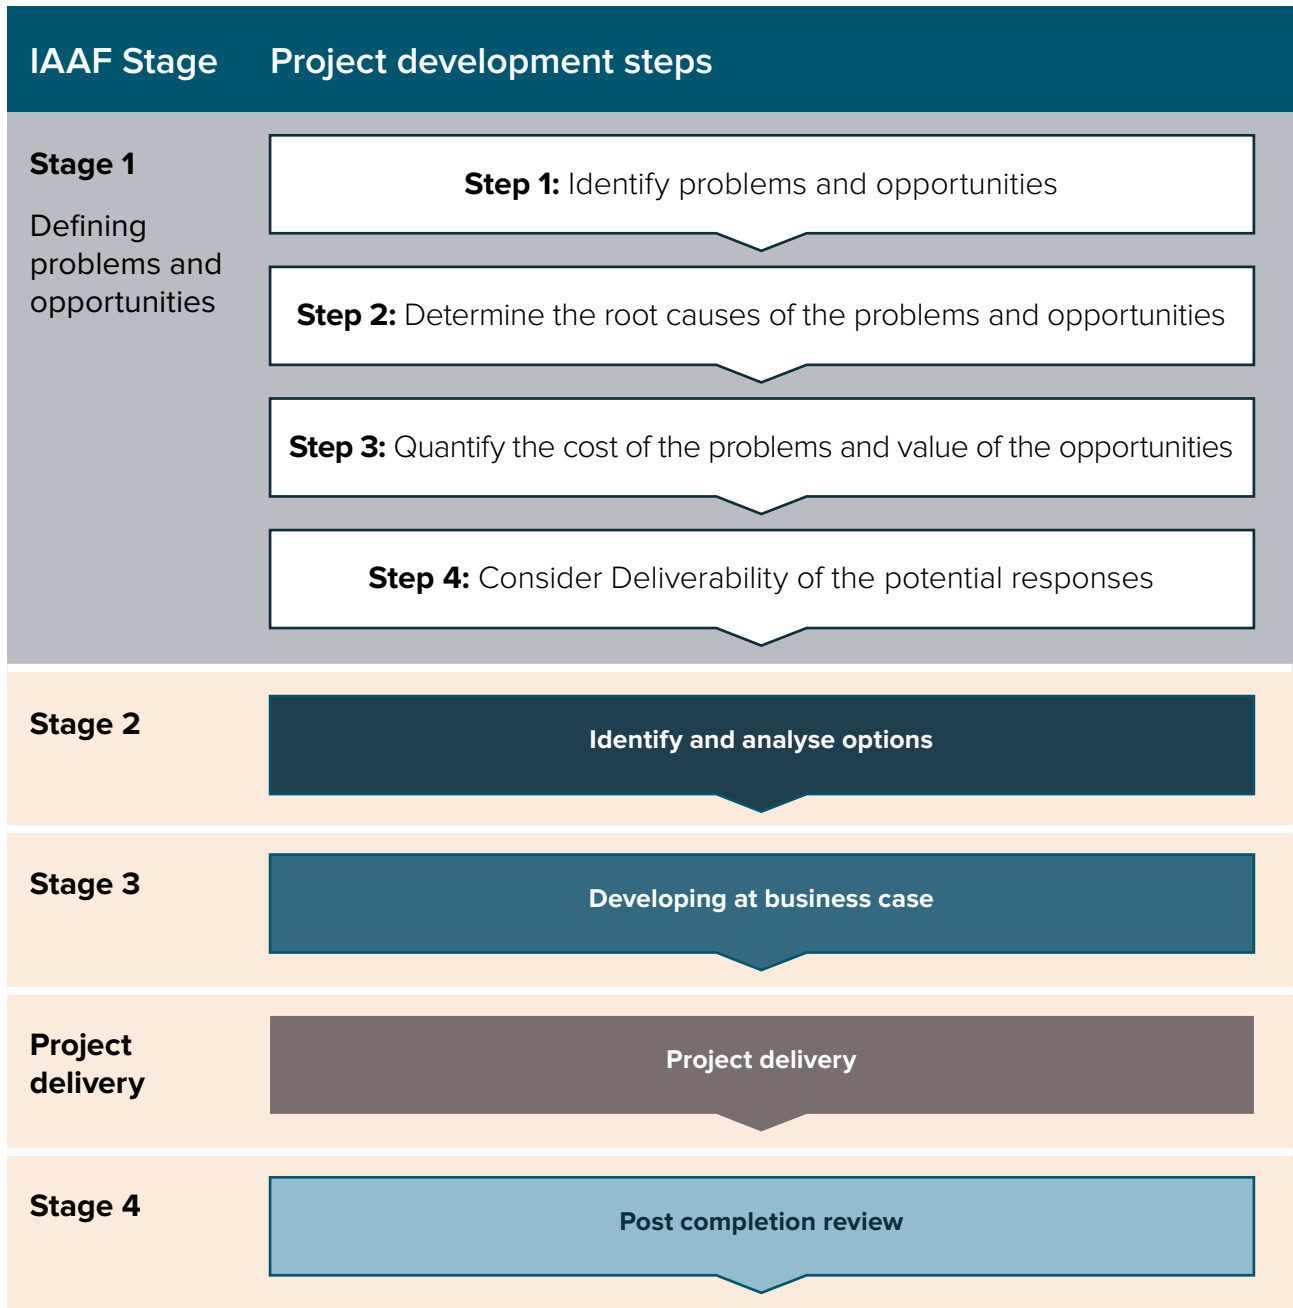 IAAF Stage
Project development steps
Stage 1
Defining
problems and
opportunities
Step 1: Identify problems and opportunities
Step 2: Determine the root causes of the problems and opportunities
Step 3: Quantify the cost of the problems and value of the opportunities
Step 4: Consider Deliverability of the potential responses
Stage 2
Identify and analyse options
Stage 3
Developing at business case
Project
delivery
Project delivery
Stage 4
Post completion review